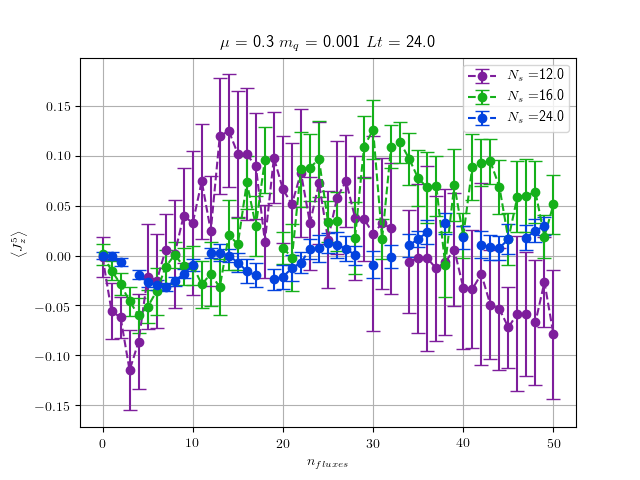 μ = 0.3 m_q = 0.001 Lt = 24.0
N_s =12.0
N_s =16.0
N_s =24.0
⟨J_z^5⟩
0.15
0.10
0.05
0.00
−0.05
−0.10
−0.15
0 10 20 30 40 50
n_fluxes